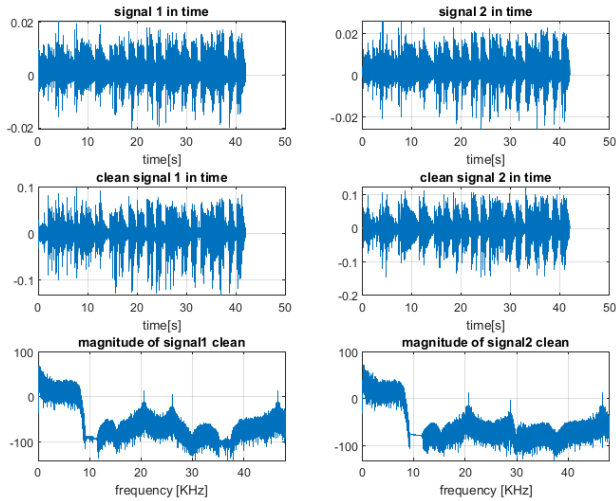 signal 1 in time
0.02
0
-0.02
0 10 20 30 40 50
time[s]
signal 2 in time
0.02
0
-0.02
0 10 20 30 40 50
time[s]
clean signal 1 in time
0.1
0
-0.1
0 10 20 30 40 50
time[s]
clean signal 2 in time
0.1
0
-0.1
-0.2
0 10 20 30 40 50
time[s]
magnitude of signal1 clean
100
0
-100
0 10 20 30 40
frequency [KHz]
magnitude of signal2 clean
100
0
-100
0 10 20 30 40
frequency [KHz]